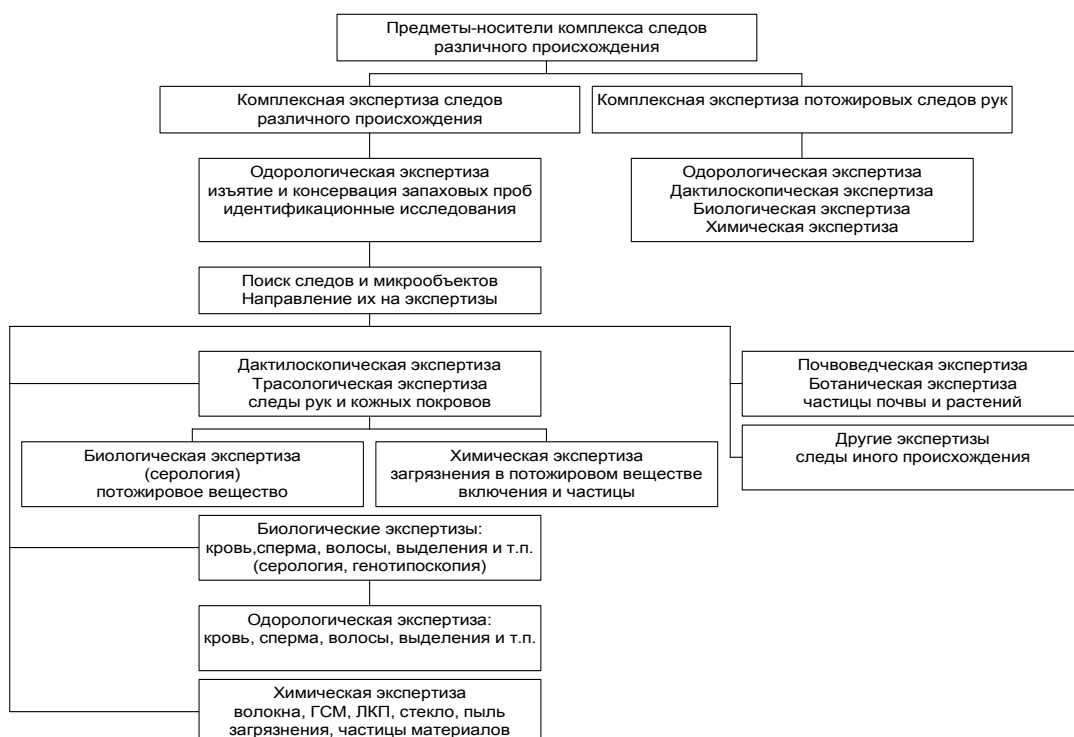 Предметы-носители комплекса следов
различного происхождения
Комплексная экспертиза следов
различного происхождения
Комплексная экспертиза потожировых следов рук
Одорологическая экспертиза
изъятие и консервация запаховых проб
идентификационные исследования
Одорологическая экспертиза
Дактилоскопическая экспертиза
Биологическая экспертиза
Химическая экспертиза
Поиск следов и микрообъектов
Направление их на экспертизы
Дактилоскопическая экспертиза
Трасологическая экспертиза
следы рук и кожных покровов
Почвоведческая экспертиза
Ботаническая экспертиза
частицы почвы и растений
Биологическая экспертиза
(серология)
потожировое вещество
Химическая экспертиза
загрязнения в потожировом веществе
включения и частицы
Другие экспертизы
следы иного происхождения
Биологические экспертизы:
кровь,сперма, волосы, выделения и т.п.
(серология, генотипоскопия)
Одорологическая экспертиза:
кровь, сперма, волосы, выделения и т.п.
Химическая экспертиза
волокна, ГСМ, ЛКП, стекло, пыль
загрязнения, частицы материалов